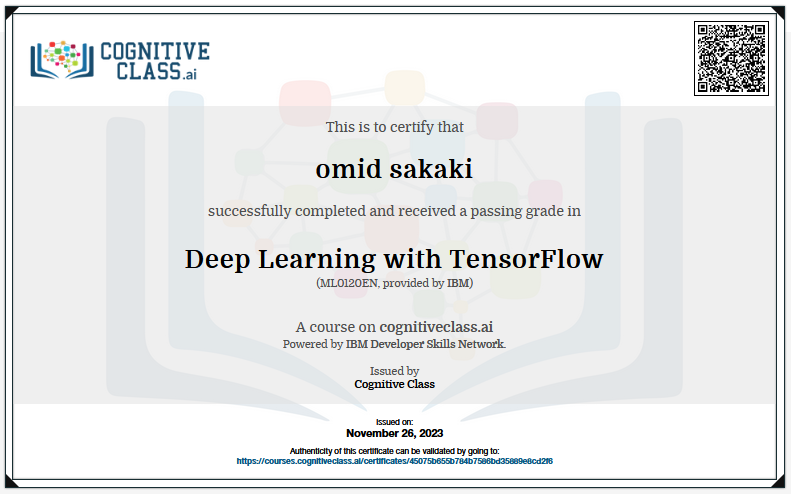 COGNITIVE
CLASS.ai
This is to certify that
omid sakaki
successfully completed and received a passing grade in
Deep Learning with TensorFlow
(ML0120EN, provided by IBM)
A course on cognitiveclass.ai
Powered by IBM Developer Skills Network.
Issued by
Cognitive Class
Issued on:
November 26, 2023
Authenticity of this certificate can be validated by going to:
https://courses.cognitiveclass.ai/certificates/45075b655b784b7586bd35889e8cd2f6